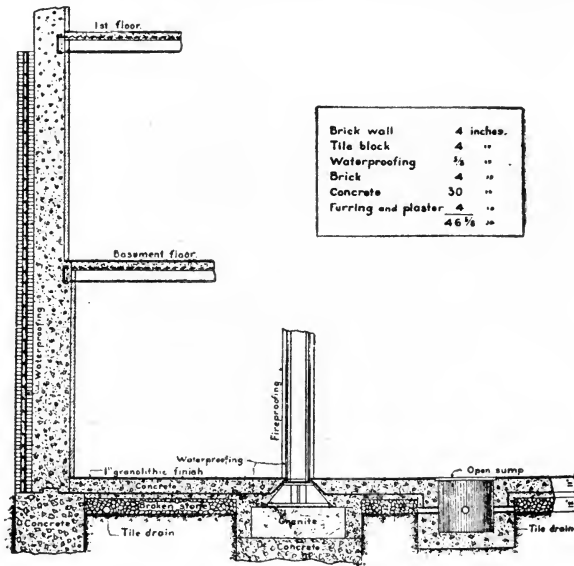 1st floor.
Brick wall 4 inches.
Tile block 4 "
Waterproofing 5/8 "
Brick 4 "
Concrete 30 "
Furring and plaster 4 "
46 5/8 "
Basement floor.
Waterproofing
Fireproofing
Waterproofing
1" granolithic finish
Open sump
Concrete
Broken stone
Granite
Concrete
Tile drain
Concrete
Tile drain